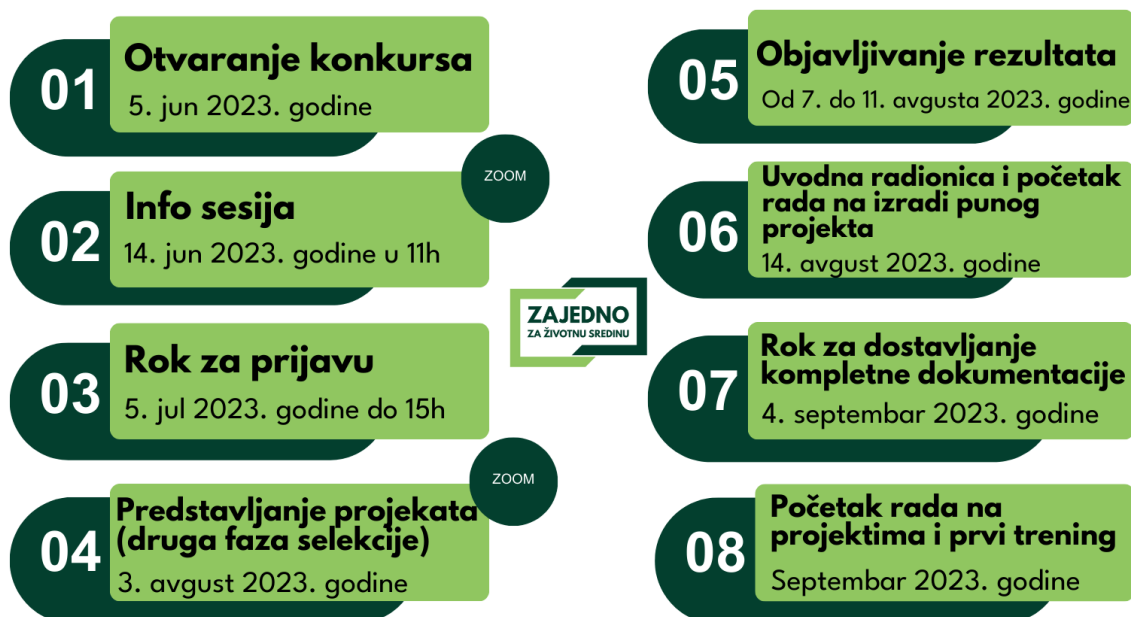 01
Otvaranje konkursa
5. jun 2023. godine
ZOOM
02
Info sesija
14. jun 2023. godine u 11h
03
Rok za prijavu
5. jul 2023. godine do 15h
ZOOM
04
Predstavljanje projekata
(druga faza selekcije)
3. avgust 2023. godine
ZAJEDNO
ZA ŽIVOTNU SREDINU
05
Objavljivanje rezultata
Od 7. do 11. avgusta 2023. godine
06
Uvodna radionica i početak
rada na izradi punog
projekta
14. avgust 2023. godine
07
Rok za dostavljanje
kompletne dokumentacije
4. septembar 2023. godine
08
Početak rada na
projektima i prvi trening
Septembar 2023. godine